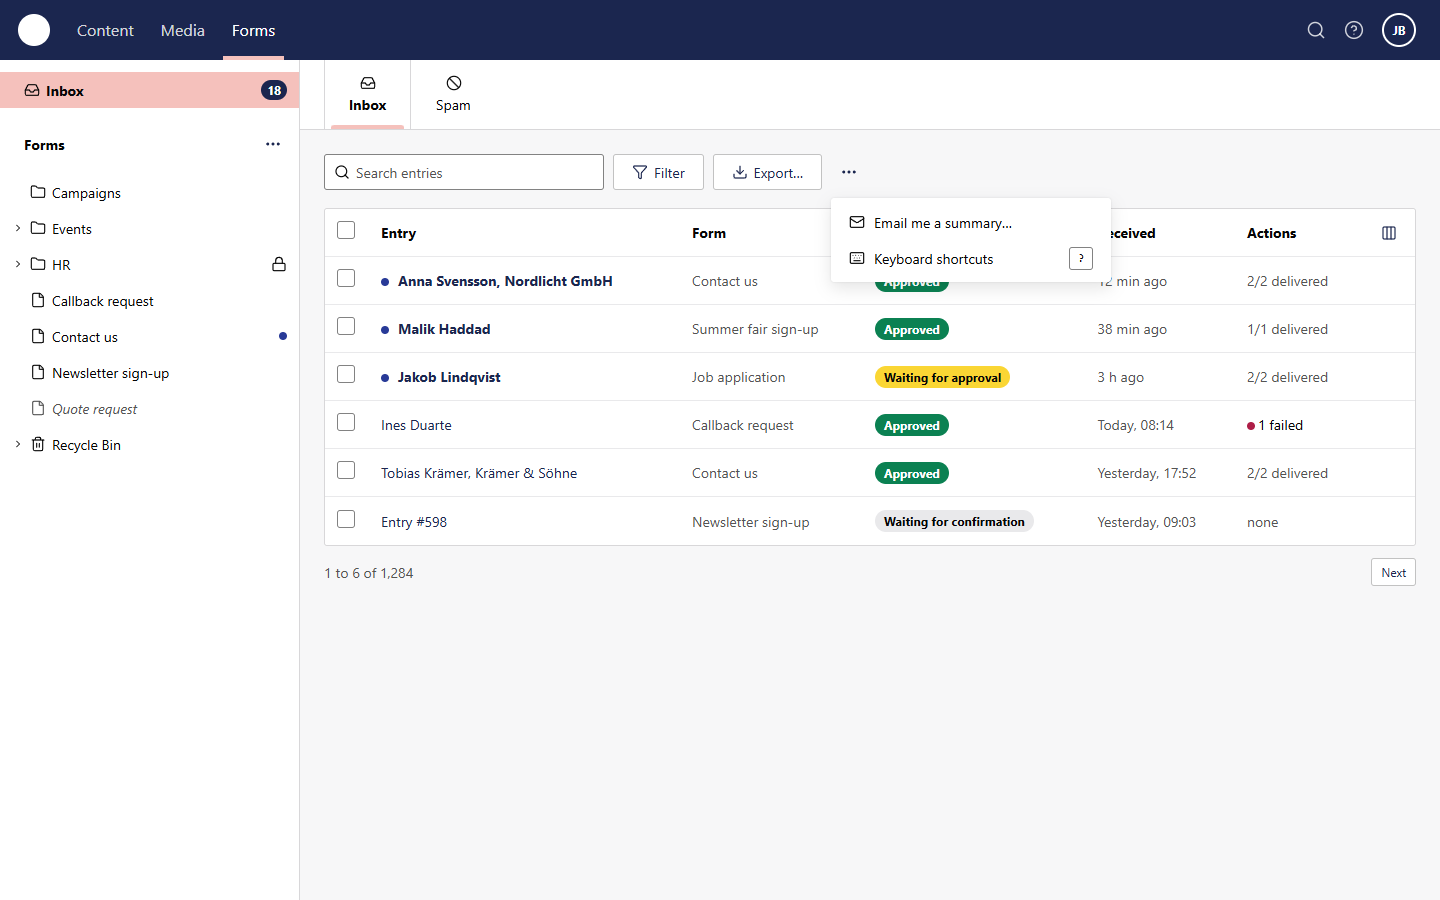 Content Media Forms JB
Inbox 18
Forms
Campaigns
Events
HR
Callback request
Contact us
Newsletter sign-up
Quote request
Recycle Bin
Inbox Spam
Search entries Filter Export...
Email me a summary...
Keyboard shortcuts ?
Entry Form Actions
Anna Svensson, Nordlicht GmbH Contact us Approved min ago 2/2 delivered
Malik Haddad Summer fair sign-up Approved 38 min ago 1/1 delivered
Jakob Lindqvist Job application Waiting for approval 3 h ago 2/2 delivered
Ines Duarte Callback request Approved Today, 08:14 1 failed
Tobias Krämer, Krämer & Söhne Contact us Approved Yesterday, 17:52 2/2 delivered
Entry #598 Newsletter sign-up Waiting for confirmation Yesterday, 09:03 none
1 to 6 of 1,284 Next